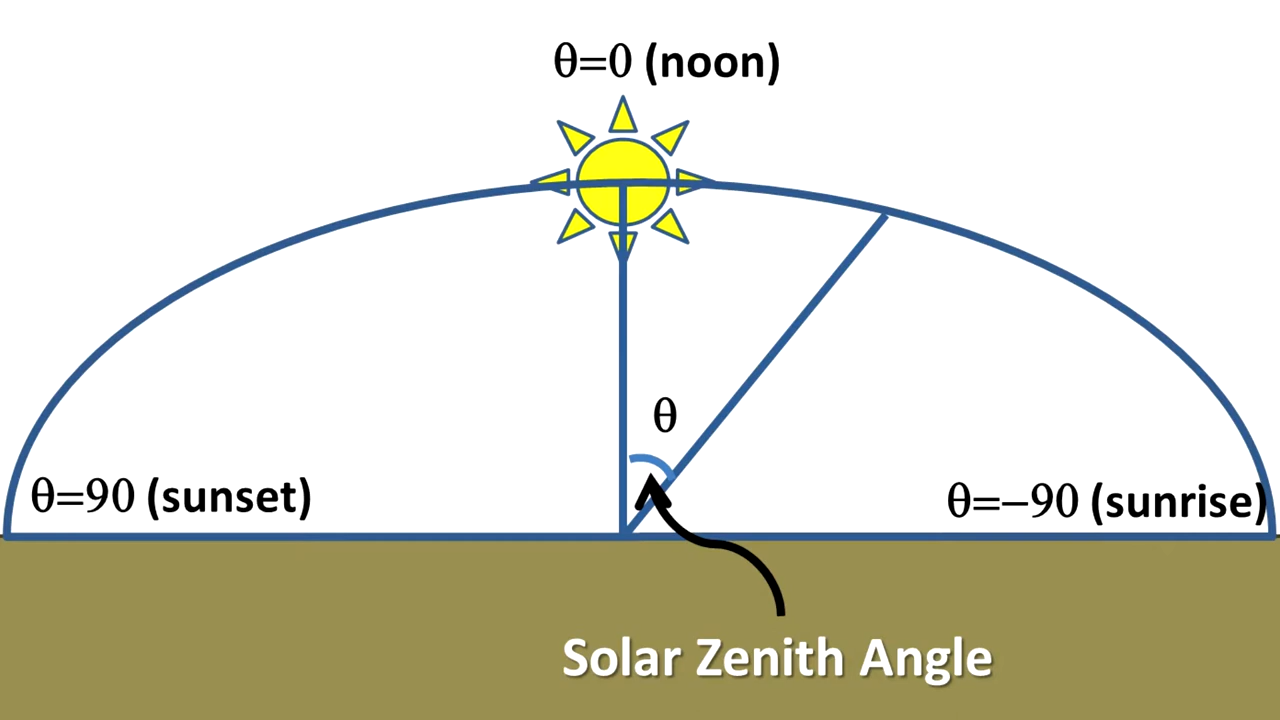 θ=0 (noon)
θ
θ=90 (sunset)
θ=−90 (sunrise)
Solar Zenith Angle